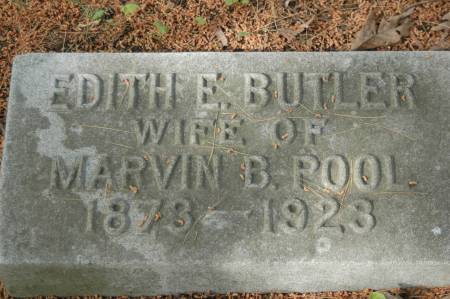 EDITH E. BUTLER
WIFE OF
MARVIN B. POOL
1873 – 1923